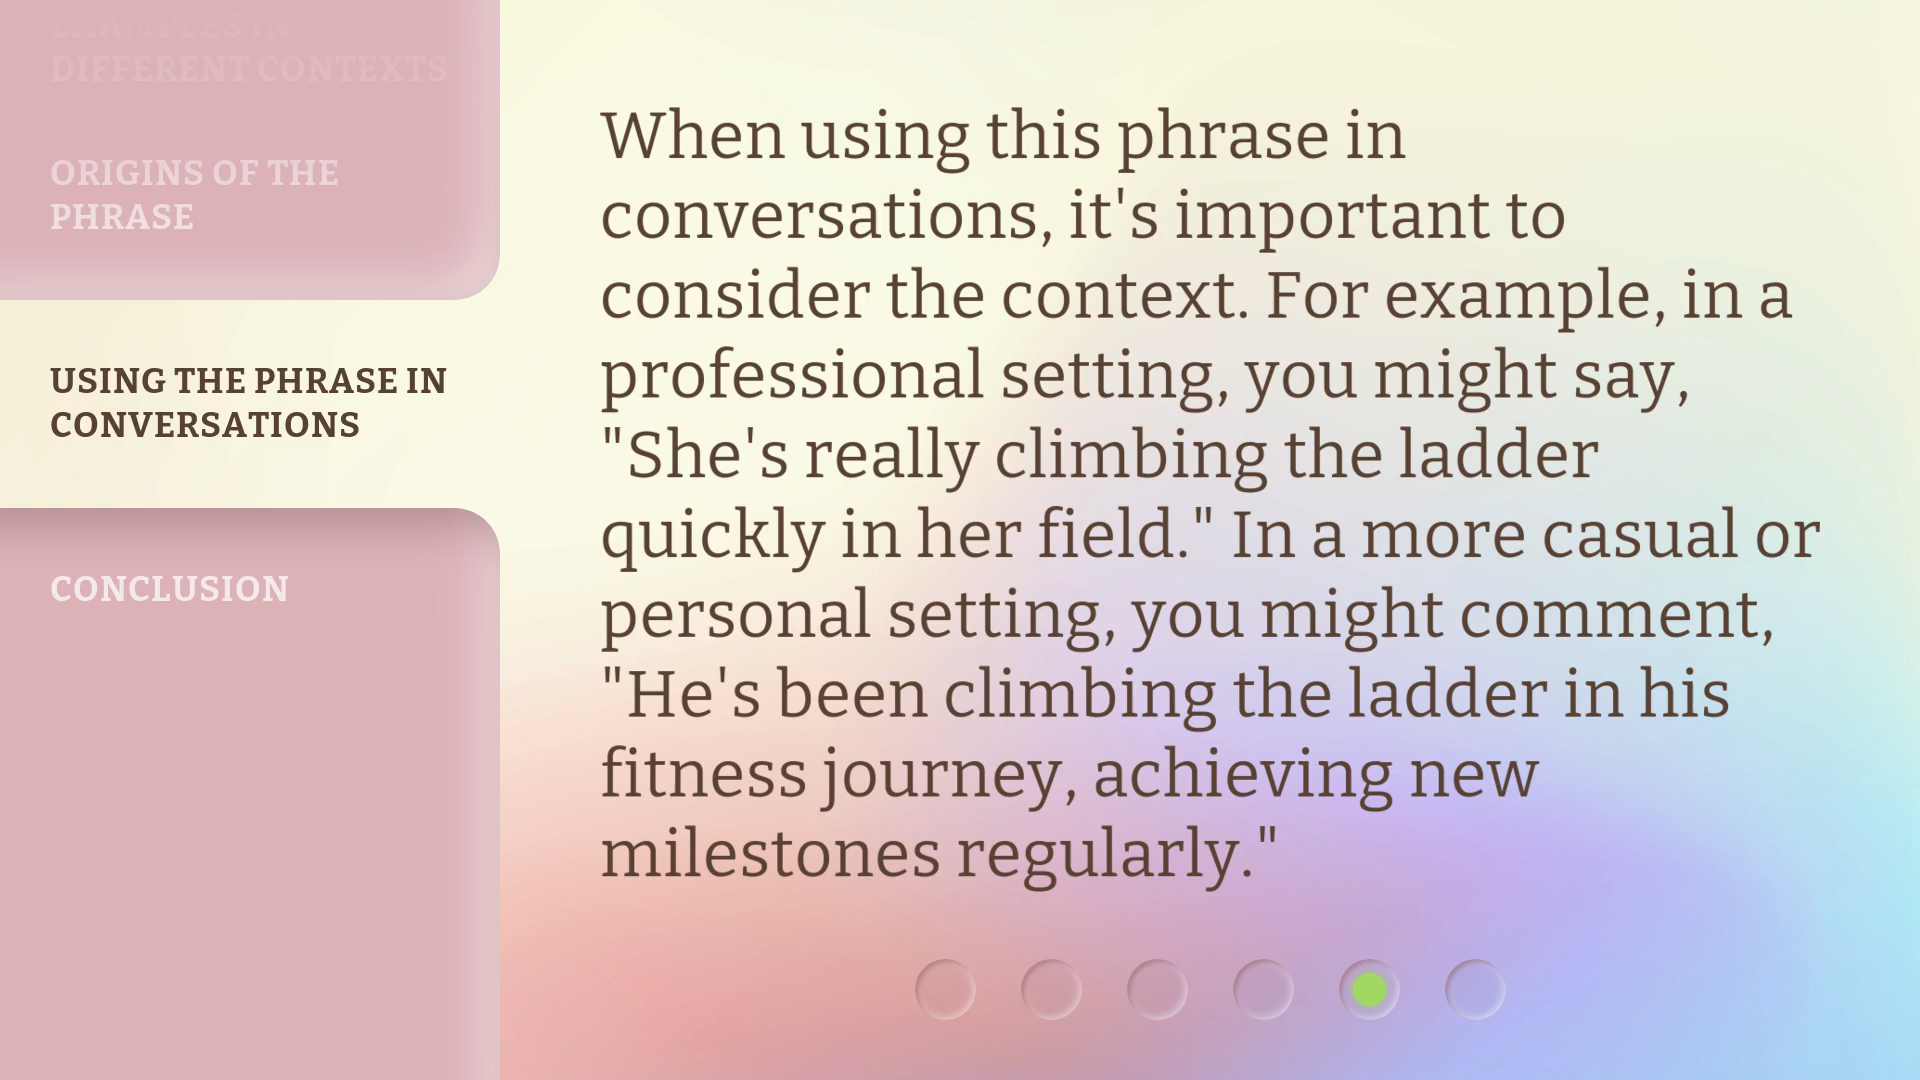 EXAMPLES IN
DIFFERENT CONTEXTS
ORIGINS OF THE
PHRASE
USING THE PHRASE IN
CONVERSATIONS
CONCLUSION
When using this phrase in
conversations, it's important to
consider the context. For example, in a
professional setting, you might say,
"She's really climbing the ladder
quickly in her field." In a more casual or
personal setting, you might comment,
"He's been climbing the ladder in his
fitness journey, achieving new
milestones regularly."